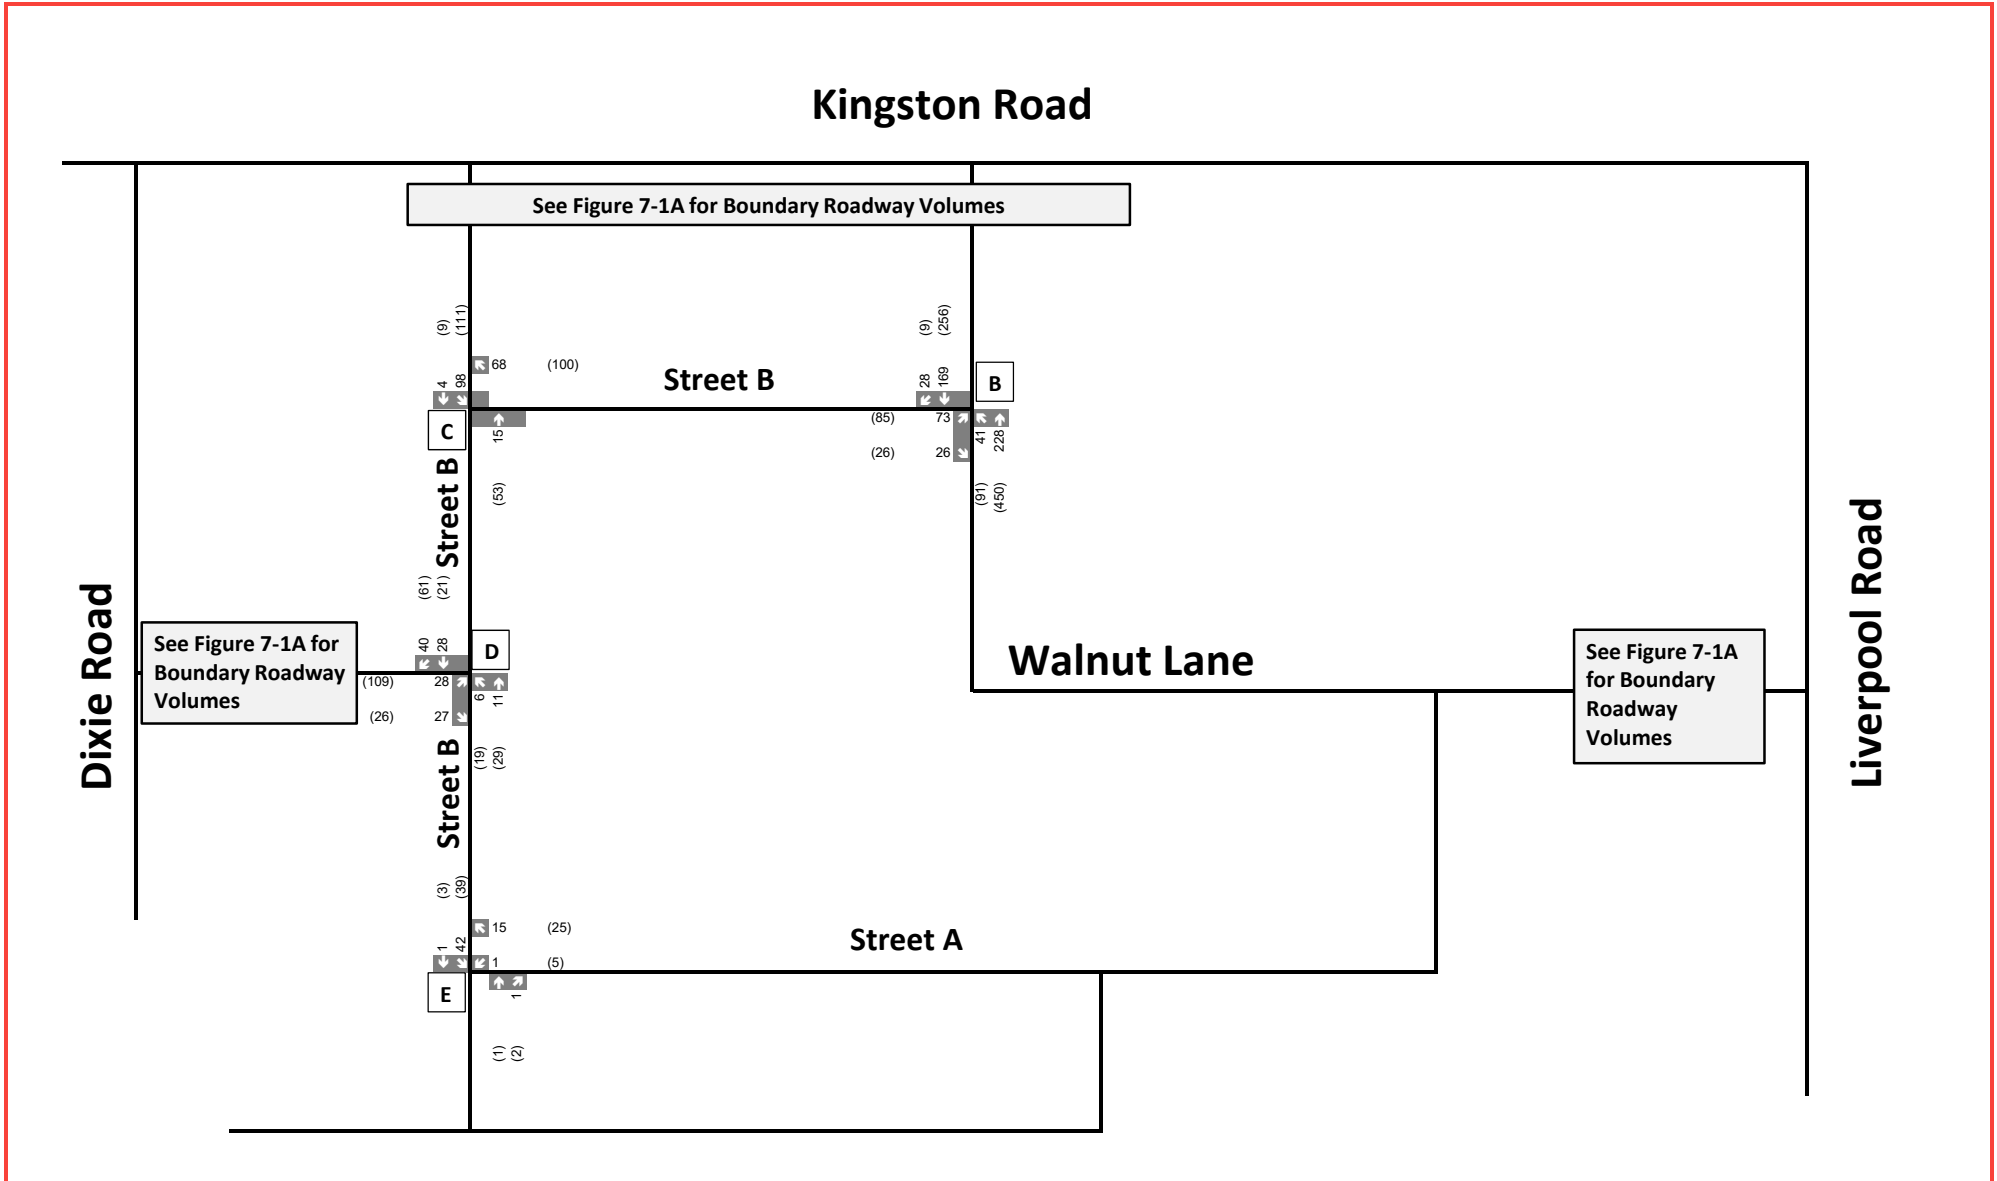 Kingston Road
See Figure 7-1A for Boundary Roadway Volumes
(9)
(111)
(9)
(256)
68
(100)
Street B
4
98
28
169
B
C
15
(85)
73
41
228
(26)
26
Street B
(53)
(91)
(450)
(61)
(21)
Dixie Road
See Figure 7-1A for
Boundary Roadway
Volumes
40
28
D
(109)
28
6
11
(26)
27
Walnut Lane
See Figure 7-1A
for Boundary
Roadway
Volumes
Liverpool Road
Street B
(19)
(29)
(3)
(39)
15
(25)
Street A
1
42
1
(5)
E
1
(1)
(2)